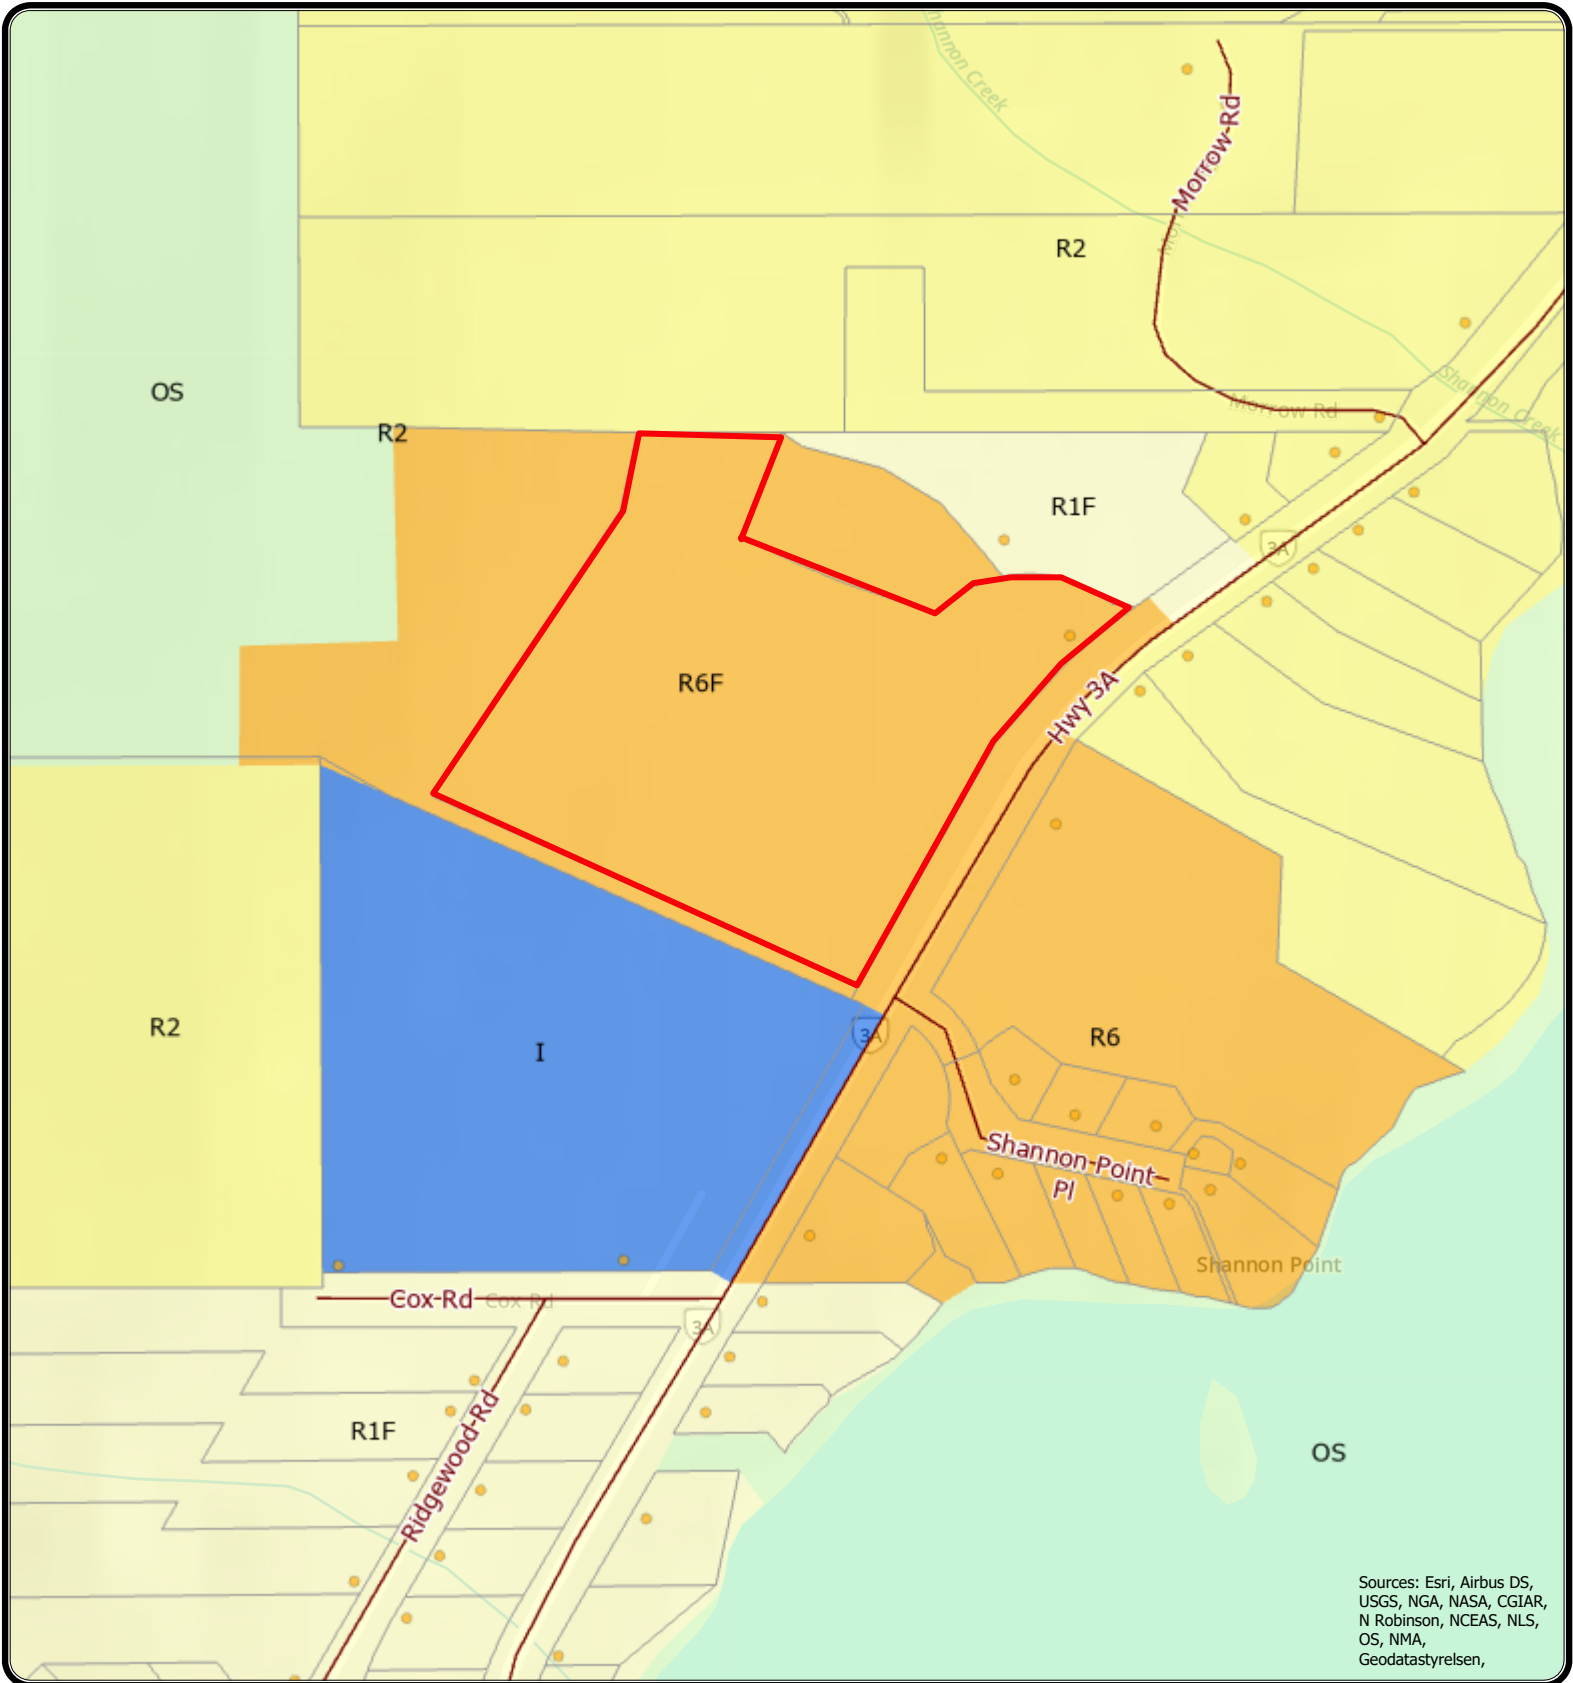 Shannon Creek
Morrow Rd
R2
OS
Morrow Rd
Shannon Creek
R2
R1F
3A
R6F
Hwy 3A
R2
I
3A
R6
Shannon Point
Pl
Shannon Point
Cox Rd
Cox Rd
3A
Ridgewood Rd
R1F
OS
Sources: Esri, Airbus DS,
USGS, NGA, NASA, CGIAR,
N Robinson, NCEAS, NLS,
OS, NMA,
Geodatastyrelsen,